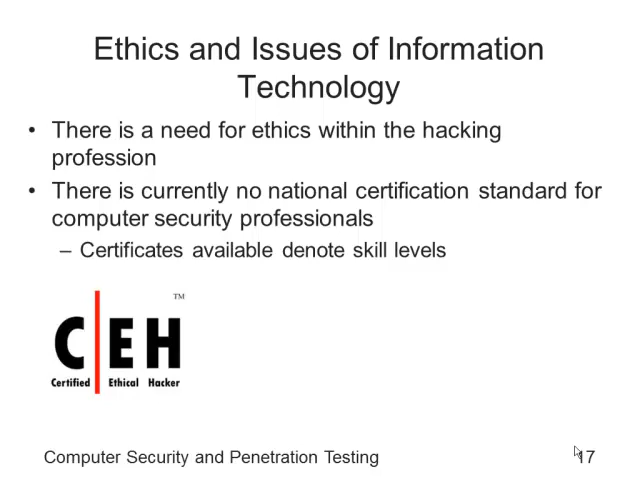 Ethics and Issues of Information
Technology
• There is a need for ethics within the hacking
profession
• There is currently no national certification standard for
computer security professionals
– Certificates available denote skill levels
TM
C|EH
Certified Ethical Hacker
Computer Security and Penetration Testing
17